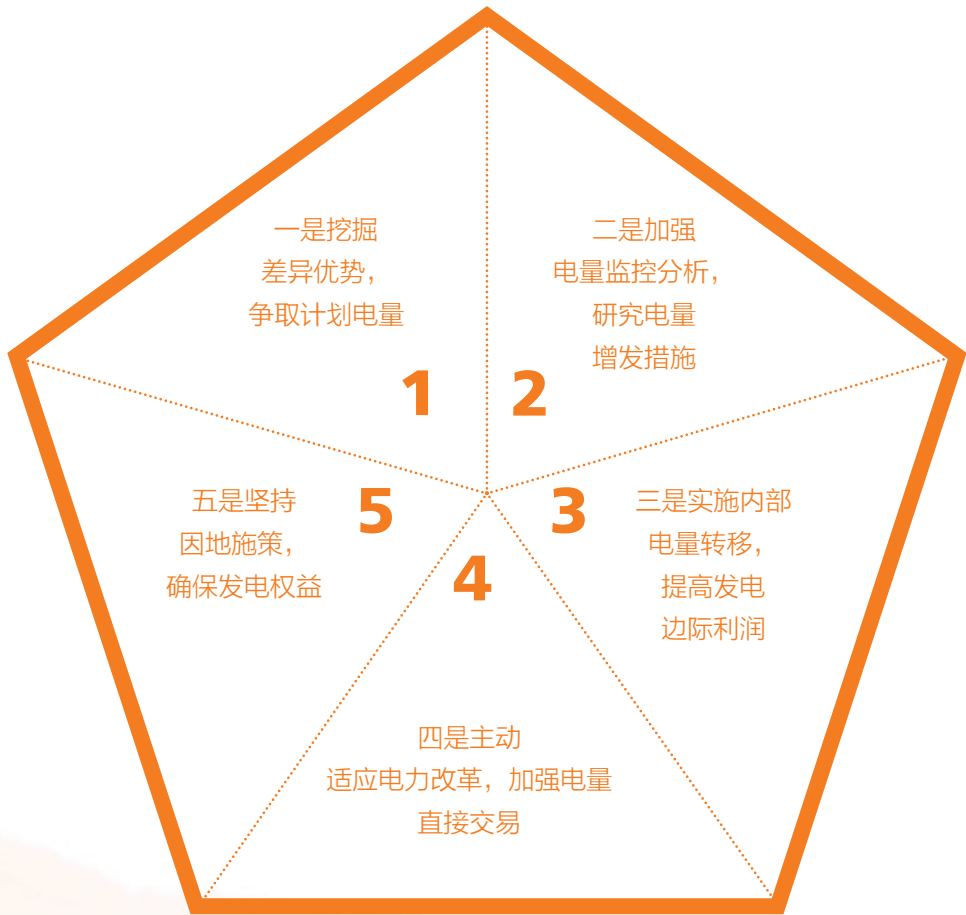 一是挖掘
差异优势，
争取计划电量
1
二是加强
电量监控分析，
研究电量
增发措施
2
3
三是实施内部
电量转移，
提高发电
边际利润
4
四是主动
适应电力改革，加强电量
直接交易
五是坚持
因地施策，
确保发电权益
5